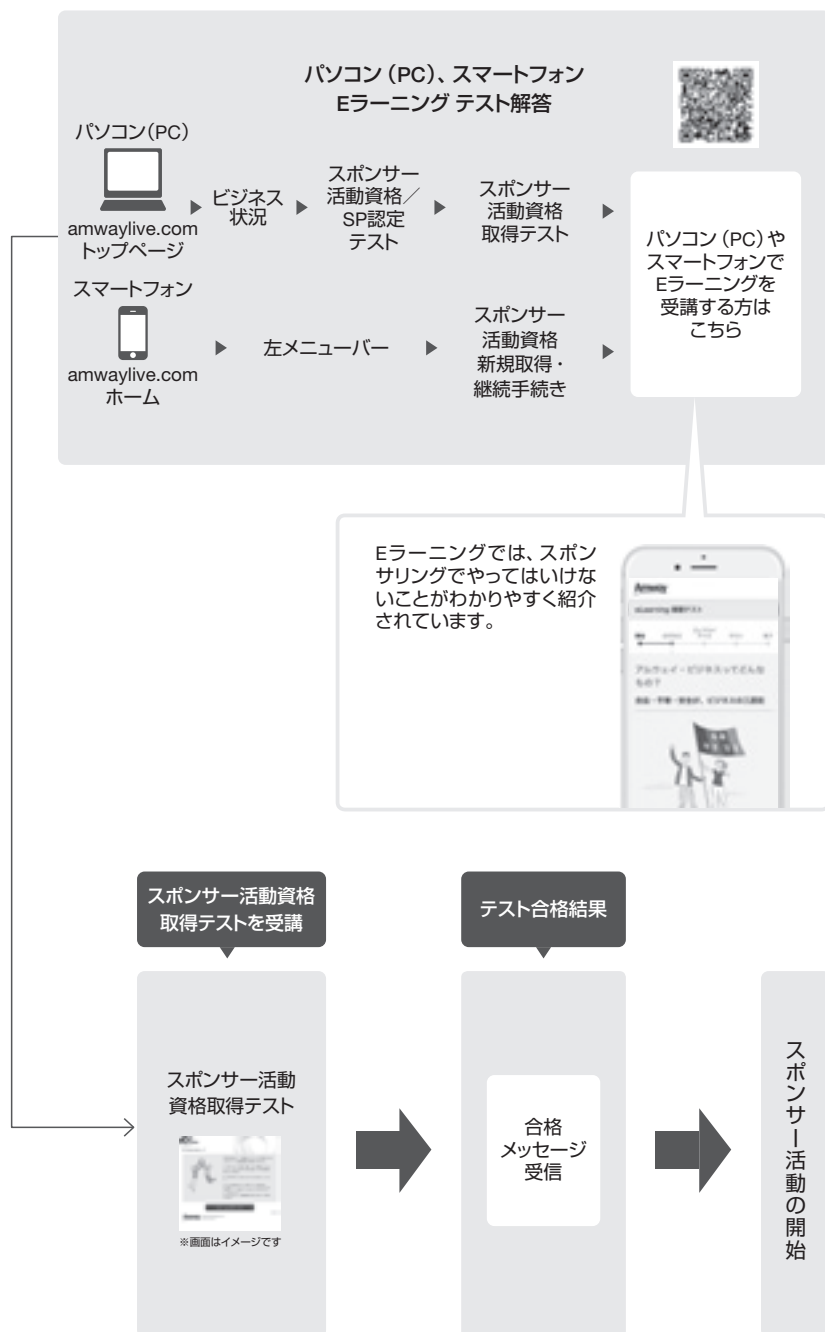 パソコン（PC）、スマートフォン
Eラーニング テスト解答
パソコン（PC）
amwaylive.com
トップページ
ビジネス
状況
スポンサー
活動資格／
SP認定
テスト
スポンサー
活動資格
取得テスト
スマートフォン
amwaylive.com
ホーム
左メニューバー
スポンサー
活動資格
新規取得・
継続手続き
パソコン（PC）や
スマートフォンで
Eラーニングを
受講する方は
こちら
Eラーニングでは、スポン
サリングでやってはいけな
いことがわかりやすく紹介
されています。
Amway
スポンサー活動資格
取得テストを受講
スポンサー活動
資格取得テスト
※画面はイメージです
テスト合格結果
合格
メッセージ
受信
スポンサー活動の開始